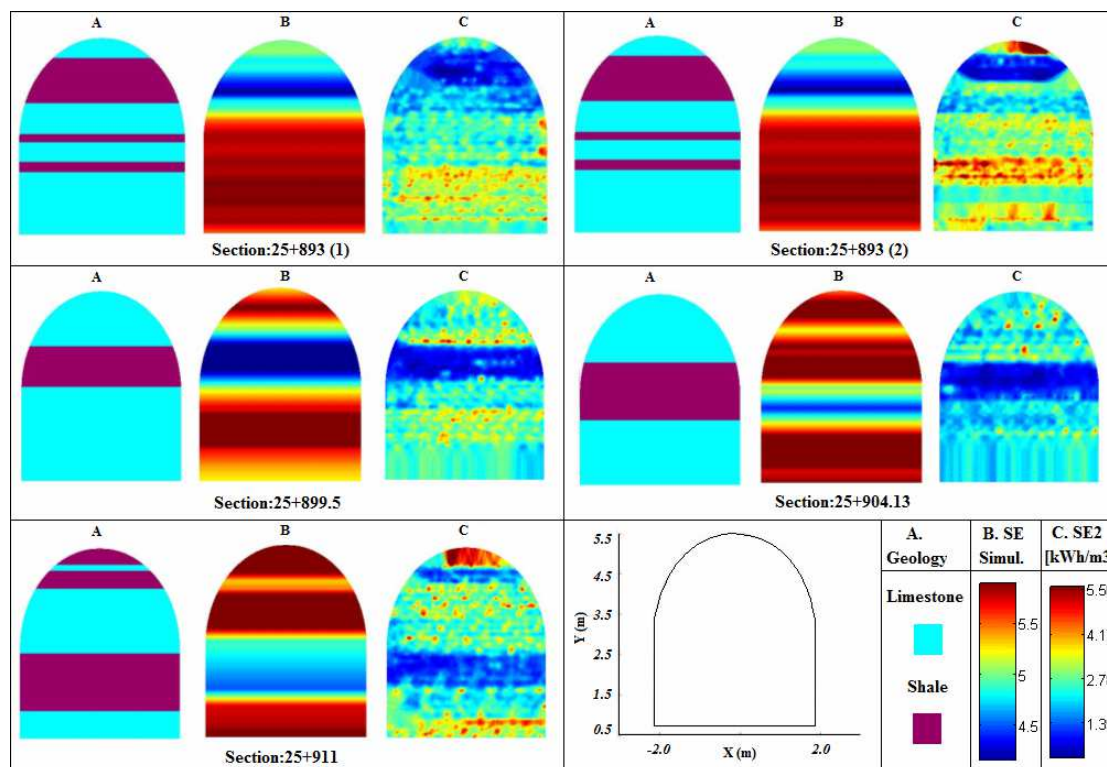 A B C
Section:25+893 (1)
A B C
Section:25+893 (2)
A B C
Section:25+899.5
A B C
Section:25+904.13
A B C
Section:25+911
5.5
4.5
3.5
2.5
1.5
0.5
Y (m)
-2.0 X (m) 2.0
A.
Geology
Limestone
Shale
B. SE
Simul.
5.5
5
4.5
C. SE2
[kWh/m3
5.5
4.1
2.7
1.3